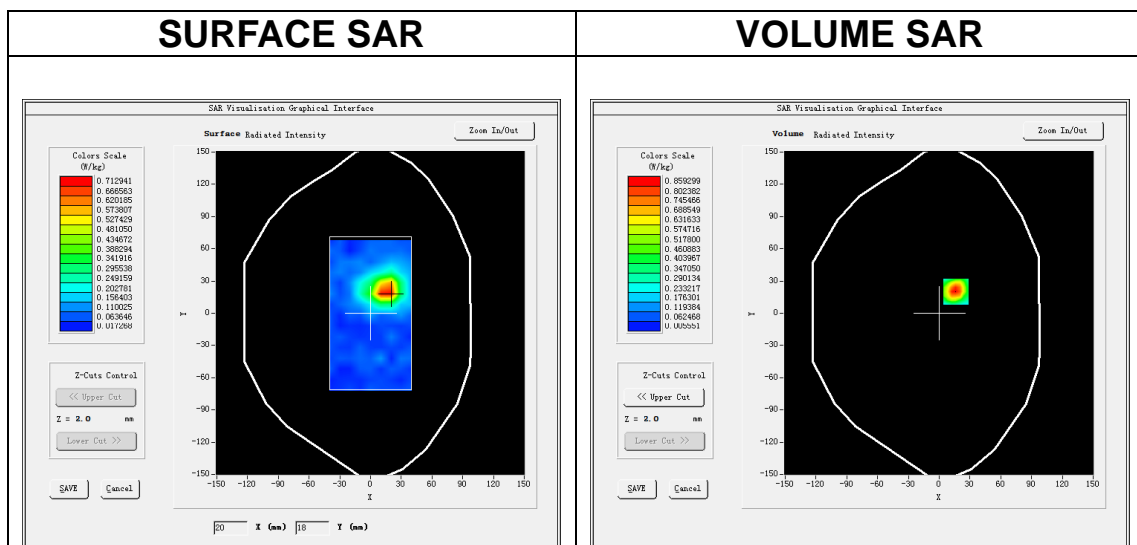 SURFACE SAR
VOLUME SAR
SAR Visualisation Graphical Interface
Surface Radiated Intensity
Zoom In/Out
Colors Scale
(W/kg)
0.712941
0.666563
0.620185
0.573807
0.527429
0.481050
0.434672
0.388294
0.341916
0.295538
0.249159
0.202781
0.156403
0.110025
0.063646
0.017268
Z-Cuts Control
<< Upper Cut
Z = 2.0 mm
Lower Cut >>
SAVE Cancel
150
120
90
60
30
0
-30
-60
-90
-120
-150
Y
-150 -120 -90 -60 -30 0 30 60 90 120 150
X
20 X (mm) 18 Y (mm)
SAR Visualisation Graphical Interface
Volume Radiated Intensity
Zoom In/Out
Colors Scale
(W/kg)
0.859299
0.802382
0.745466
0.688549
0.631633
0.574716
0.517800
0.460883
0.403967
0.347050
0.290134
0.233217
0.176301
0.119384
0.062468
0.005551
Z-Cuts Control
<< Upper Cut
Z = 2.0 mm
Lower Cut >>
SAVE Cancel
150
120
90
60
30
0
-30
-60
-90
-120
-150
Y
-150 -120 -90 -60 -30 0 30 60 90 120 150
X